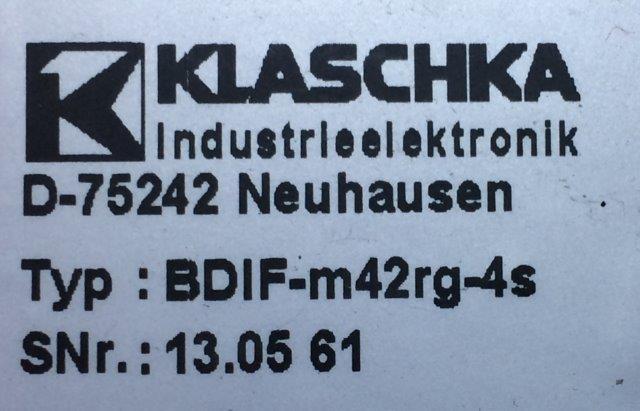 KLASCHKA
Industrieelektronik
D-75242 Neuhausen
Typ : BDIF-m42rg-4s
SNr.: 13.05 61